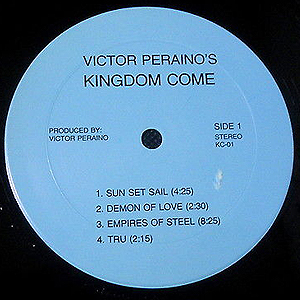 VICTOR PERAINO'S
KINGDOM COME
PRODUCED BY:
VICTOR PERAINO
SIDE 1
STEREO
KC-01
1. SUN SET SAIL (4:25)
2. DEMON OF LOVE (2:30)
3. EMPIRES OF STEEL (8:25)
4. TRU (2:15)